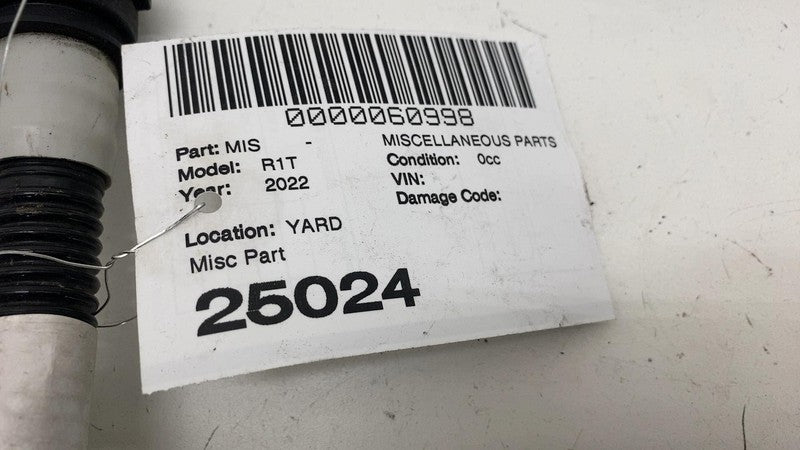 0000060998
Part: MIS - MISCELLANEOUS PARTS
Model: R1T Condition: 0cc
Year: 2022 VIN:
Damage Code:
Location: YARD
Misc Part
25024